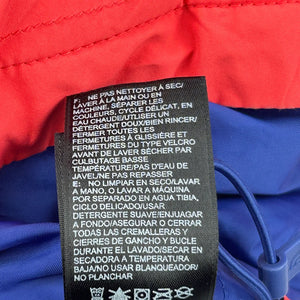 F: NE PAS NETTOYER À SEC/
LAVER À LA MAIN OU EN
MACHINE, SÉPARER LES
COULEURS, CYCLE DÉLICAT, EN
EAU CHAUDE/UTILISER UN
DÉTERGENT DOUX/BIEN RINCER/
FERMER TOUTES LES
FERMETURES À GLISSIÈRE ET
FERMETURES DU TYPE VELCRO
AVANT DE LAVER SÉCHER PAR
CULBUTAGE BASSE
TEMPÉRATURE/PAS D'EAU DE
JAVEL/NE PAS REPASSER
E: NO LIMPIAR EN SECO/LAVAR
A MANO, O LAVAR A MÁQUINA
POR SEPARADO EN AGUA TIBIA,
CICLO DELICADO/USAR
DETERGENTE SUAVE/ENJUAGAR
A FONDO/ASEGURAR O CERRAR
TODAS LAS CREMALLERAS Y
CIERRES DE GANCHO Y BUCLE
DURANTE EL LAVADO/SECAR EN
SECADORA A TEMPERATURA
BAJA/NO USAR BLANQUEADOR/
NO PLANCHAR